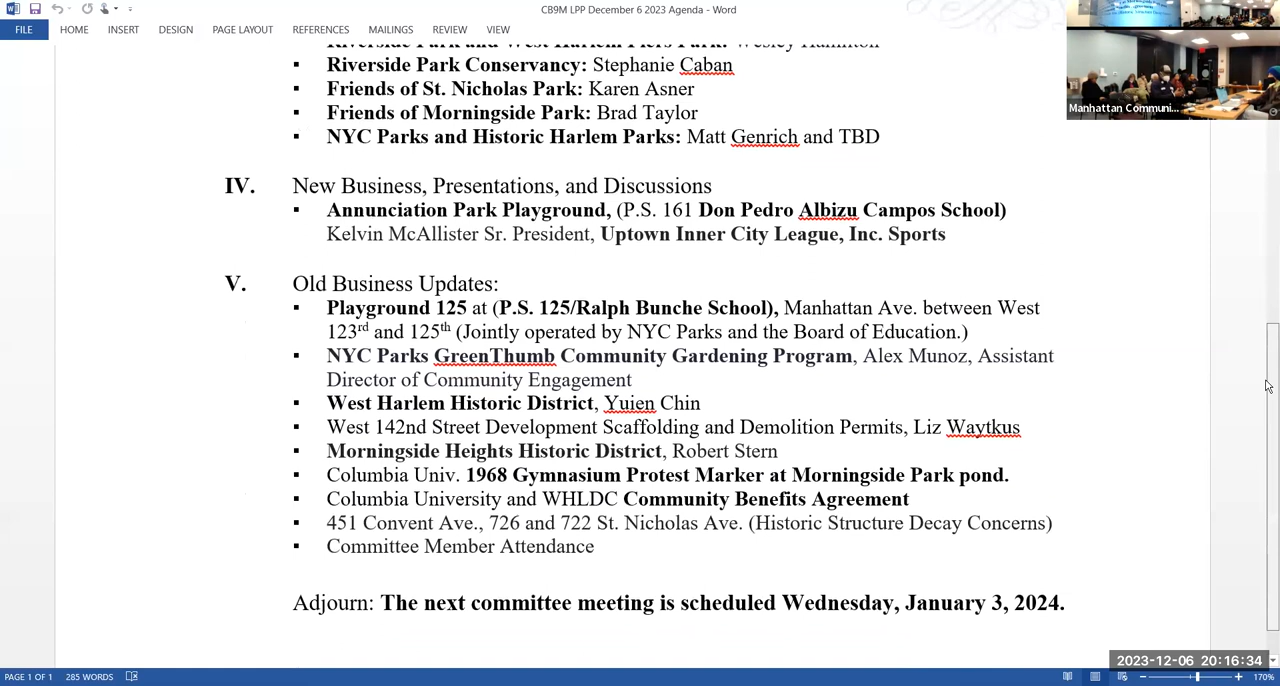 CB9M LPP December 6 2023 Agenda - Word
FILE HOME INSERT DESIGN PAGE LAYOUT REFERENCES MAILINGS REVIEW VIEW
Riverside Park and West Harlem Piers Park: Wesley Hamilton
▪ Riverside Park Conservancy: Stephanie Caban
▪ Friends of St. Nicholas Park: Karen Asner
▪ Friends of Morningside Park: Brad Taylor
▪ NYC Parks and Historic Harlem Parks: Matt Genrich and TBD
Manhattan Communi...
IV. New Business, Presentations, and Discussions
▪ Annunciation Park Playground, (P.S. 161 Don Pedro Albizu Campos School)
Kelvin McAllister Sr. President, Uptown Inner City League, Inc. Sports
V. Old Business Updates:
▪ Playground 125 at (P.S. 125/Ralph Bunche School), Manhattan Ave. between West
123rd and 125th (Jointly operated by NYC Parks and the Board of Education.)
▪ NYC Parks GreenThumb Community Gardening Program, Alex Munoz, Assistant
Director of Community Engagement
▪ West Harlem Historic District, Yuien Chin
▪ West 142nd Street Development Scaffolding and Demolition Permits, Liz Waytkus
▪ Morningside Heights Historic District, Robert Stern
▪ Columbia Univ. 1968 Gymnasium Protest Marker at Morningside Park pond.
▪ Columbia University and WHLDC Community Benefits Agreement
▪ 451 Convent Ave., 726 and 722 St. Nicholas Ave. (Historic Structure Decay Concerns)
▪ Committee Member Attendance
Adjourn: The next committee meeting is scheduled Wednesday, January 3, 2024.
2023-12-06 20:16:34
PAGE 1 OF 1 285 WORDS 170%